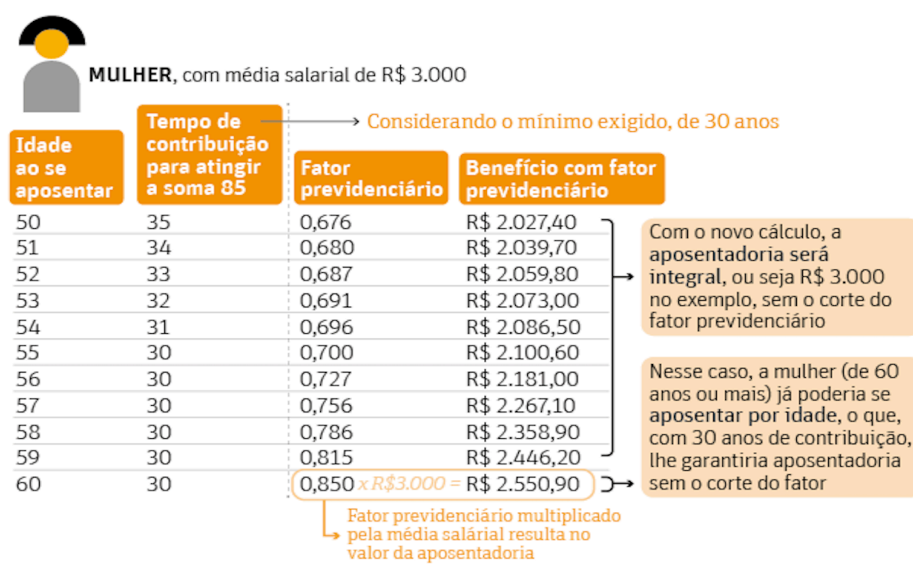 MULHER, com média salarial de R$ 3.000
Tempo de
contribuição
para atingir
a soma 85
Considerando o mínimo exigido, de 30 anos
Idade
ao se
aposentar
Fator
previdenciário
Benefício com fator
previdenciário
50 35 0,676 R$ 2.027,40
51 34 0,680 R$ 2.039,70
52 33 0,687 R$ 2.059,80
53 32 0,691 R$ 2.073,00
54 31 0,696 R$ 2.086,50
55 30 0,700 R$ 2.100,60
56 30 0,727 R$ 2.181,00
57 30 0,756 R$ 2.267,10
58 30 0,786 R$ 2.358,90
59 30 0,815 R$ 2.446,20
60 30 0,850 x R$3.000 = R$ 2.550,90
Com o novo cálculo, a
aposentadoria será
integral, ou seja R$ 3.000
no exemplo, sem o corte do
fator previdenciário
Nesse caso, a mulher (de 60
anos ou mais) já poderia se
aposentar por idade, o que,
com 30 anos de contribuição,
lhe garantiria aposentadoria
sem o corte do fator
Fator previdenciário multiplicado
pela média salárial resulta no
valor da aposentadoria